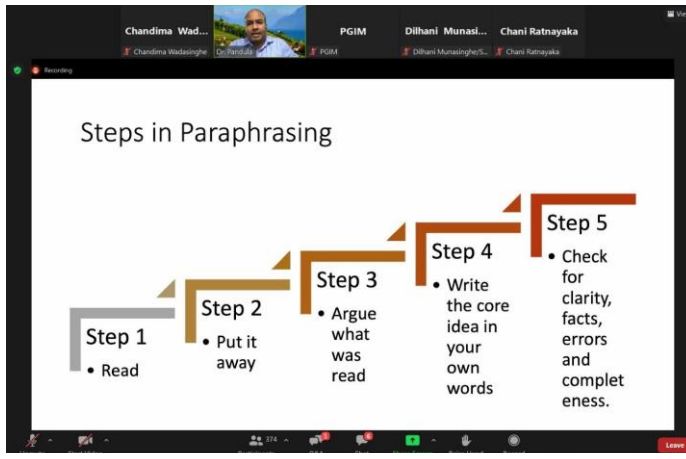 View
Chandima Wad...
PGIM
Dilhani Munasi...
Chani Ratnayaka
Chandima Wadasinghe
Dr. Pandula
PGIM
Dilhani Munasinghe/S...
Chani Ratnayaka
Recording
Steps in Paraphrasing
Step 1
• Read
Step 2
• Put it
away
Step 3
• Argue
what
was
read
Step 4
• Write
the core
idea in
your
own
words
Step 5
• Check
for
clarity,
facts,
errors
and
complet
eness.
374
Leave